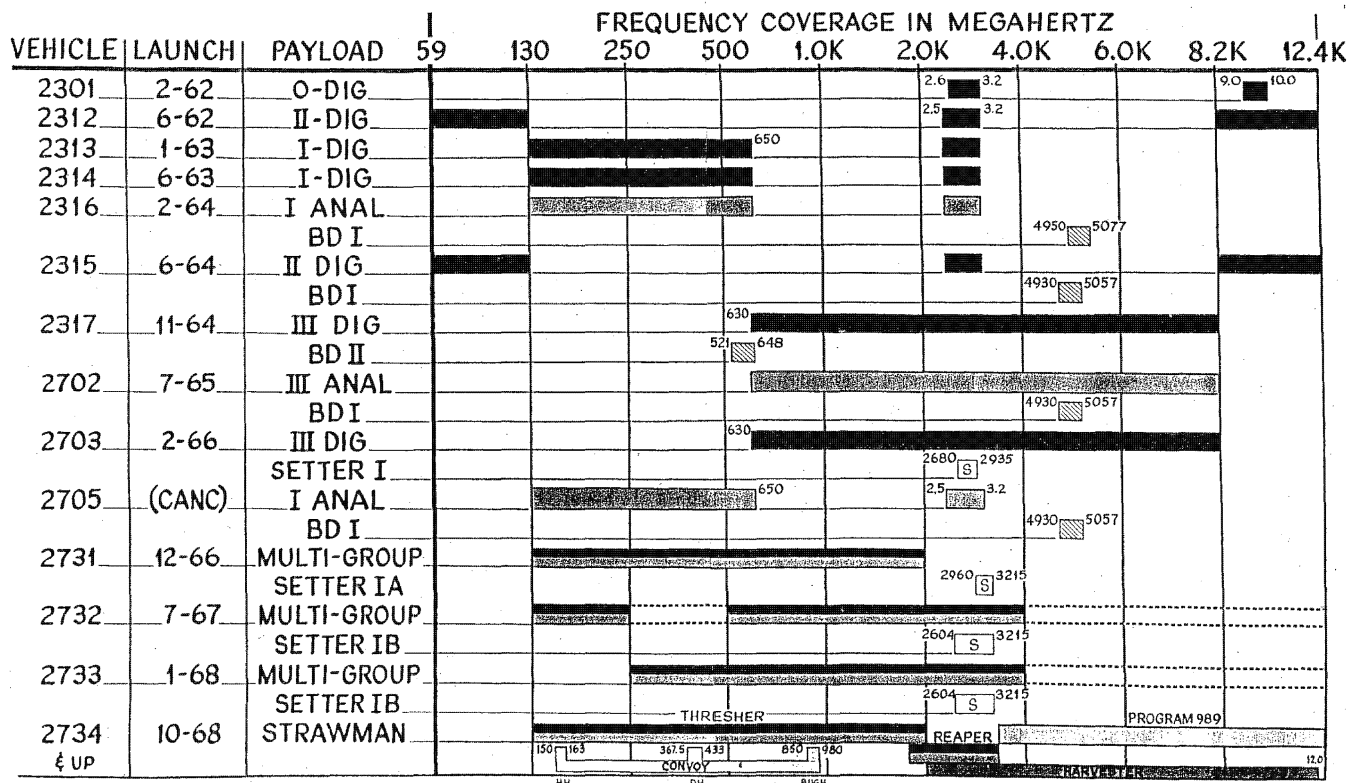 FREQUENCY COVERAGE IN MEGAHERTZ
VEHICLE LAUNCH PAYLOAD 59 130 250 500 1.0K 2.0K 4.0K 6.0K 8.2K 12.4K
2301 2-62 O-DIG 2.6 3.2 9.0 10.0
2312 6-62 II-DIG 2.5 3.2
2313 1-63 I-DIG 650
2314 6-63 I-DIG
2316 2-64 I ANAL
BD I 4950 5077
2315 6-64 II DIG
BD I 4930 5057
2317 11-64 III DIG 630
BD II 521 648
2702 7-65 III ANAL
BD I 4930 5057
2703 2-66 III DIG 630
SETTER I 2680 S 2935
2705 (CANC) I ANAL 650 2.5 3.2
BD I 4930 5057
2731 12-66 MULTI-GROUP
SETTER IA 2960 S 3215
2732 7-67 MULTI-GROUP
SETTER IB 2604 S 3215
2733 1-68 MULTI-GROUP
SETTER IB 2604 S 3215
THRESHER PROGRAM 989
2734 10-68 STRAWMAN REAPER
& UP 150 163 367.5 433 850 980 12.0
CONVOY HARVESTER